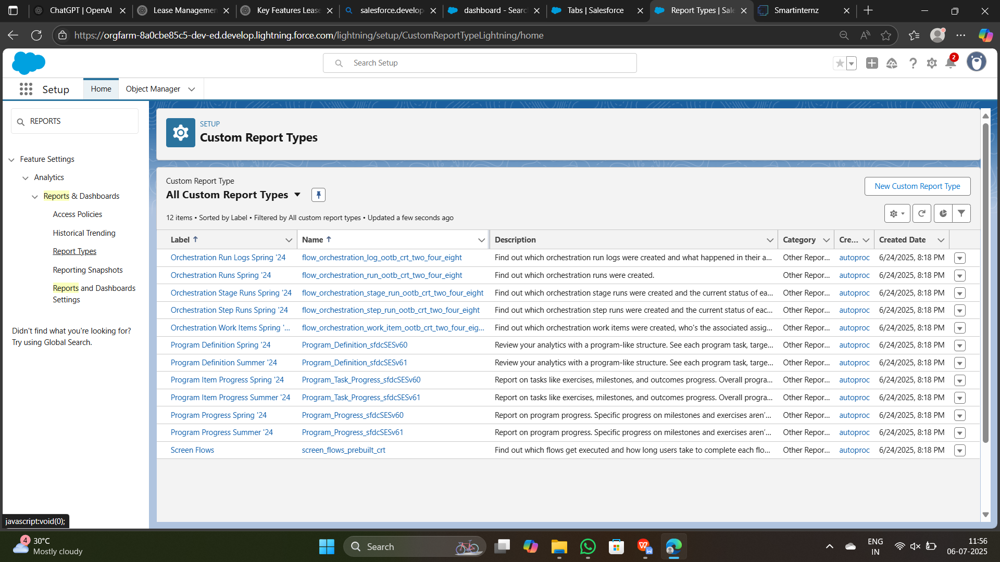 ChatGPT | OpenAI
Lease Managemen
Key Features Lease
salesforce.develop
dashboard - Searc
Tabs | Salesforce
Report Types | Sale
Smartinternz
https://orgfarm-8a0cbe85c5-dev-ed.develop.lightning.force.com/lightning/setup/CustomReportTypeLightning/home
Search Setup
2
Setup
Home
Object Manager
REPORTS
Feature Settings
Analytics
Reports & Dashboards
Access Policies
Historical Trending
Report Types
Reporting Snapshots
Reports and Dashboards
Settings
Didn't find what you're looking for?
Try using Global Search.
SETUP
Custom Report Types
Custom Report Type
All Custom Report Types
New Custom Report Type
12 items • Sorted by Label • Filtered by All custom report types • Updated a few seconds ago
Label Name Description Category Cre... Created Date
Orchestration Run Logs Spring '24 flow_orchestration_log_ootb_crt_two_four_eight Find out which orchestration run logs were created and what happened in their a... Other Repor... autoproc 6/24/2025, 8:18 PM
Orchestration Runs Spring '24 flow_orchestration_run_ootb_crt_two_four_eight Find out which orchestration runs were created. Other Repor... autoproc 6/24/2025, 8:18 PM
Orchestration Stage Runs Spring '24 flow_orchestration_stage_run_ootb_crt_two_four_eight Find out which orchestration stage runs were created and the current status of ea... Other Repor... autoproc 6/24/2025, 8:18 PM
Orchestration Step Runs Spring '24 flow_orchestration_step_run_ootb_crt_two_four_eight Find out which orchestration step runs were created and the current status of eac... Other Repor... autoproc 6/24/2025, 8:18 PM
Orchestration Work Items Spring '... flow_orchestration_work_item_ootb_crt_two_four_eig... Find out which orchestration work items were created, who's the associated assig... Other Repor... autoproc 6/24/2025, 8:18 PM
Program Definition Spring '24 Program_Definition_sfdcSESv60 Review your analytics with a program-like structure. See each program task, targe... Other Repor... autoproc 6/24/2025, 8:18 PM
Program Definition Summer '24 Program_Definition_sfdcSESv61 Review your analytics with a program-like structure. See each program task, targe... Other Repor... autoproc 6/24/2025, 8:18 PM
Program Item Progress Spring '24 Program_Task_Progress_sfdcSESv60 Report on tasks like exercises, milestones, and outcomes progress. Overall progra... Other Repor... autoproc 6/24/2025, 8:18 PM
Program Item Progress Summer '24 Program_Task_Progress_sfdcSESv61 Report on tasks like exercises, milestones, and outcomes progress. Overall progra... Other Repor... autoproc 6/24/2025, 8:18 PM
Program Progress Spring '24 Program_Progress_sfdcSESv60 Report on program progress. Specific progress on milestones and exercises aren'... Other Repor... autoproc 6/24/2025, 8:18 PM
Program Progress Summer '24 Program_Progress_sfdcSESv61 Report on program progress. Specific progress on milestones and exercises aren'... Other Repor... autoproc 6/24/2025, 8:18 PM
Screen Flows screen_flows_prebuilt_crt Find out which flows get executed and how long users take to complete each flo... Other Repor... autoproc 6/24/2025, 8:18 PM
javascript:void(0);
4
30°C
Mostly cloudy
Search
ENG
IN
11:56
06-07-2025